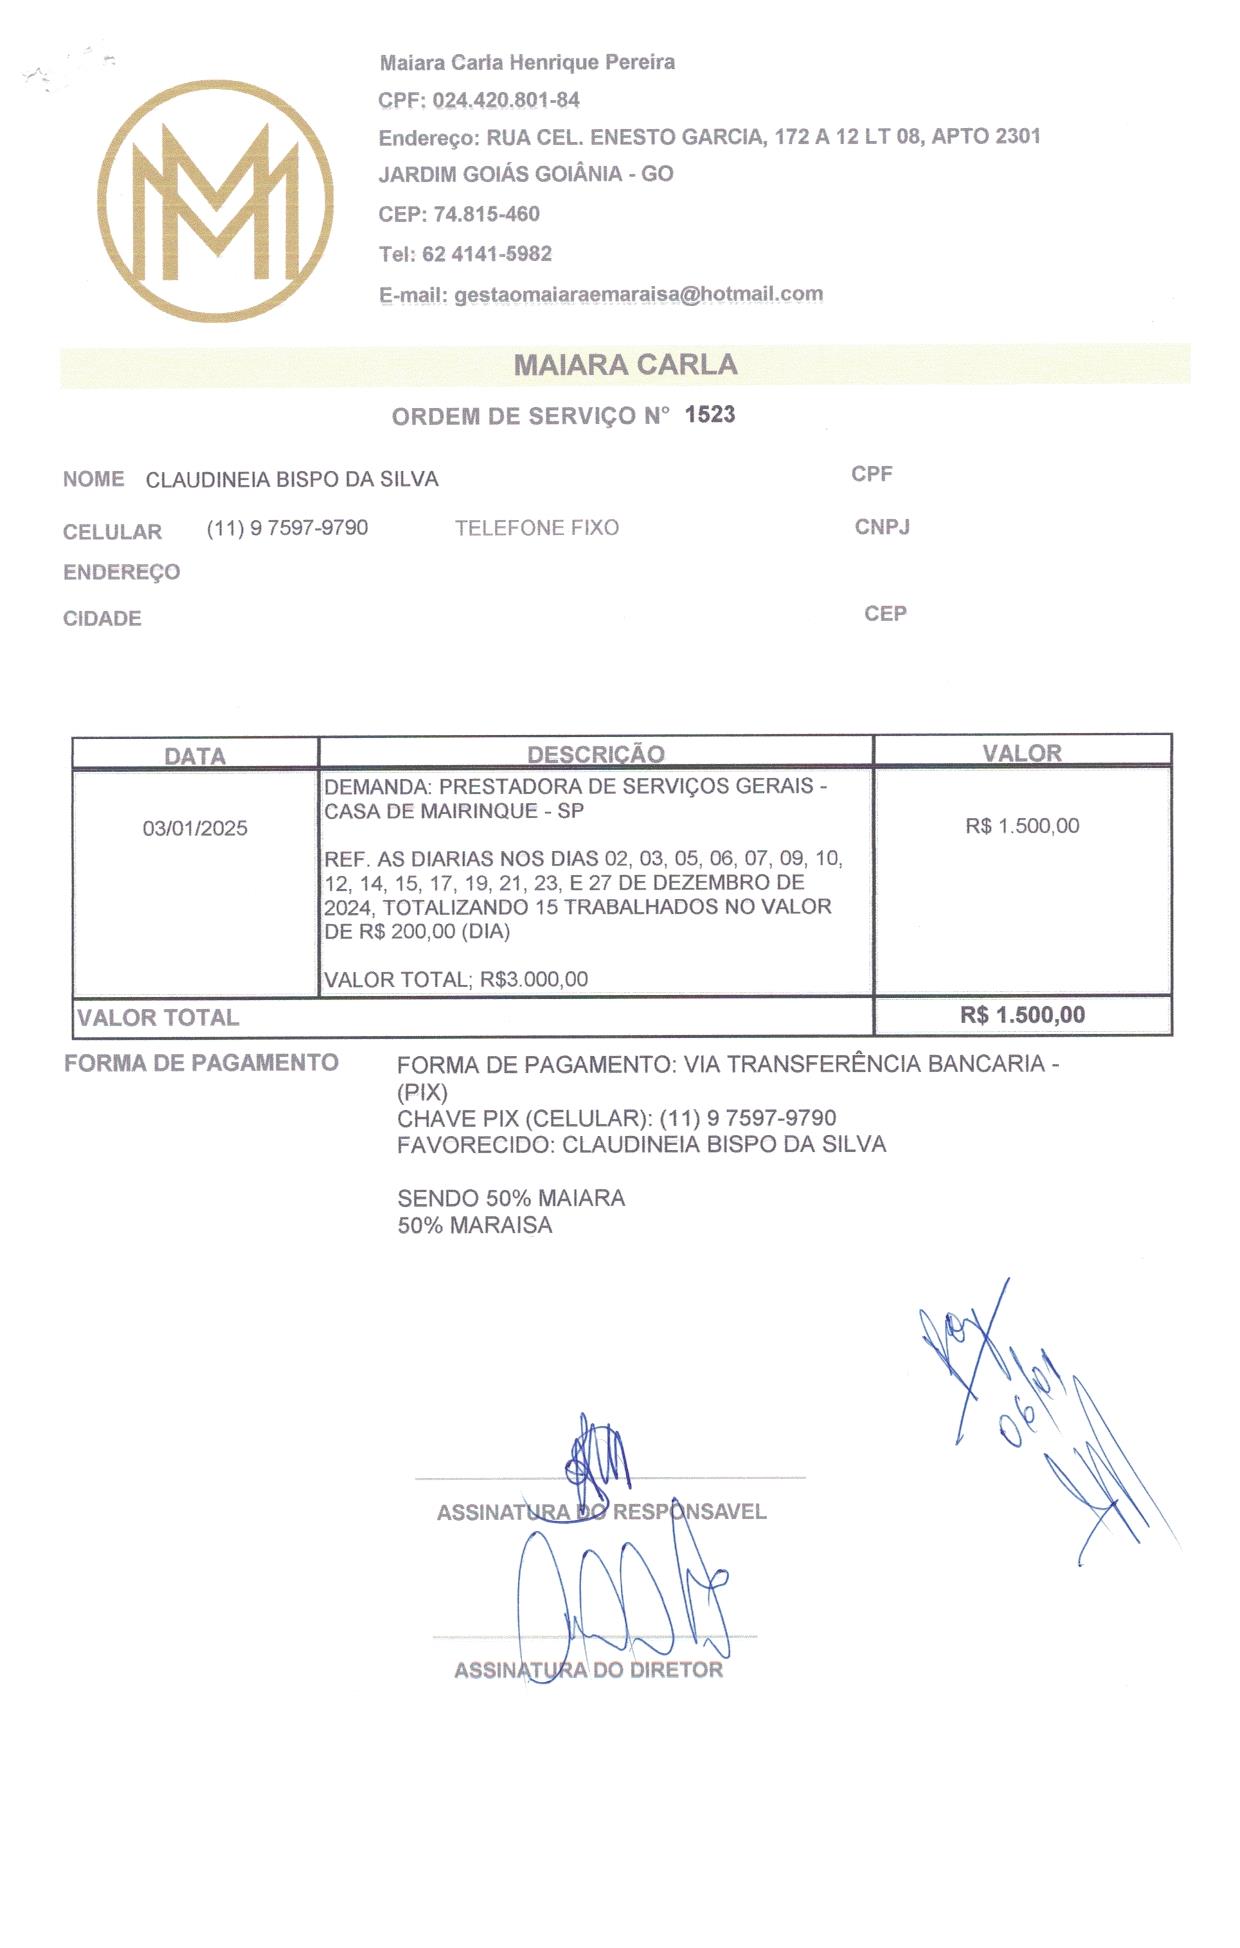 Maiara Carla Henrique Pereira
CPF: 024.420.801-84
Endereço: RUA CEL. ENESTO GARCIA, 172 A 12 LT 08, APTO 2301
JARDIM GOIÁS GOIÂNIA - GO
CEP: 74.815-460
Tel: 62 4141-5982
E-mail: gestaomaiaraemaraisa@hotmail.com
MAIARA CARLA
ORDEM DE SERVIÇO N° 1523
NOME CLAUDINEIA BISPO DA SILVA CPF
CELULAR (11) 9 7597-9790 TELEFONE FIXO CNPJ
ENDEREÇO
CIDADE CEP
DATA DESCRIÇÃO VALOR
DEMANDA: PRESTADORA DE SERVIÇOS GERAIS -
CASA DE MAIRINQUE - SP
03/01/2025 R$ 1.500,00
REF. AS DIARIAS NOS DIAS 02, 03, 05, 06, 07, 09, 10,
12, 14, 15, 17, 19, 21, 23, E 27 DE DEZEMBRO DE
2024, TOTALIZANDO 15 TRABALHADOS NO VALOR
DE R$ 200,00 (DIA)
VALOR TOTAL; R$3.000,00
VALOR TOTAL R$ 1.500,00
FORMA DE PAGAMENTO FORMA DE PAGAMENTO: VIA TRANSFERÊNCIA BANCARIA -
(PIX)
CHAVE PIX (CELULAR): (11) 9 7597-9790
FAVORECIDO: CLAUDINEIA BISPO DA SILVA
SENDO 50% MAIARA
50% MARAISA
06/01
ASSINATURA DO RESPONSAVEL
ASSINATURA DO DIRETOR